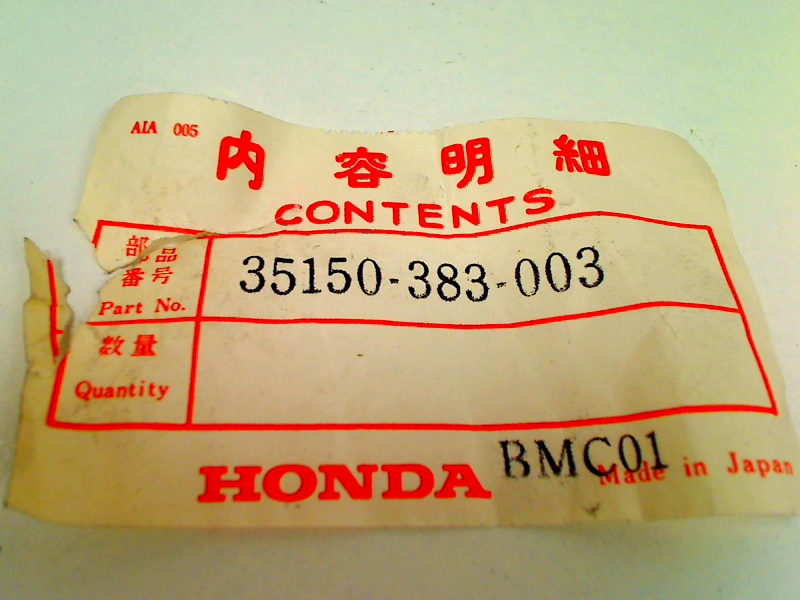 AIA 005
内容明細
CONTENTS
部品
番号
Part No.
35150-383-003
数量
Quantity
HONDA
BMC01
Made in Japan